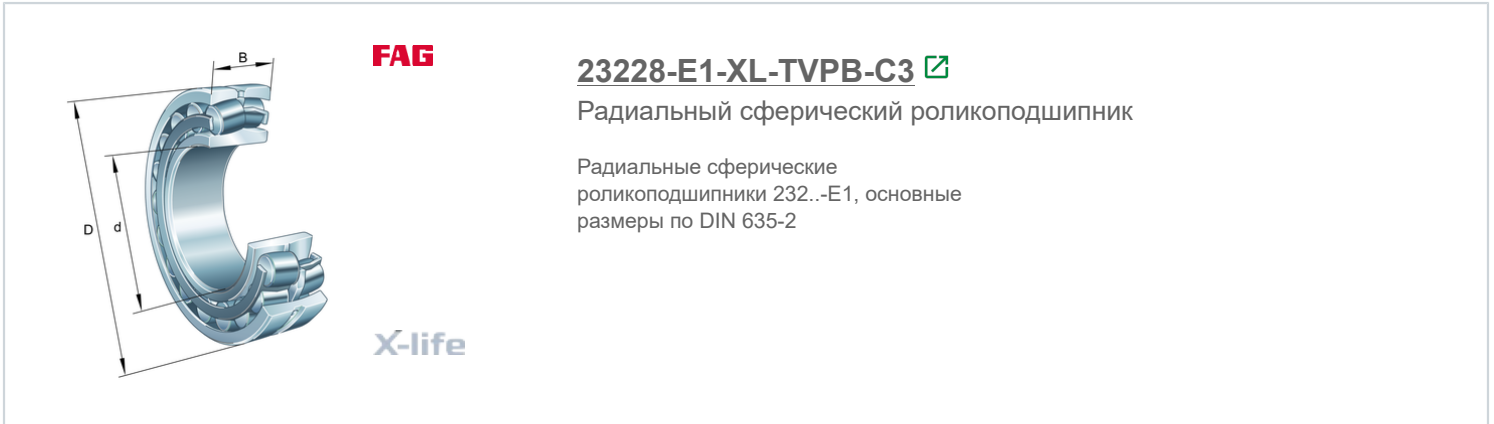 B
FAG
23228-E1-XL-TVPB-C3
Радиальный сферический роликоподшипник
Радиальные сферические
роликоподшипники 232..-E1, основные
размеры по DIN 635-2
D
d
X-life